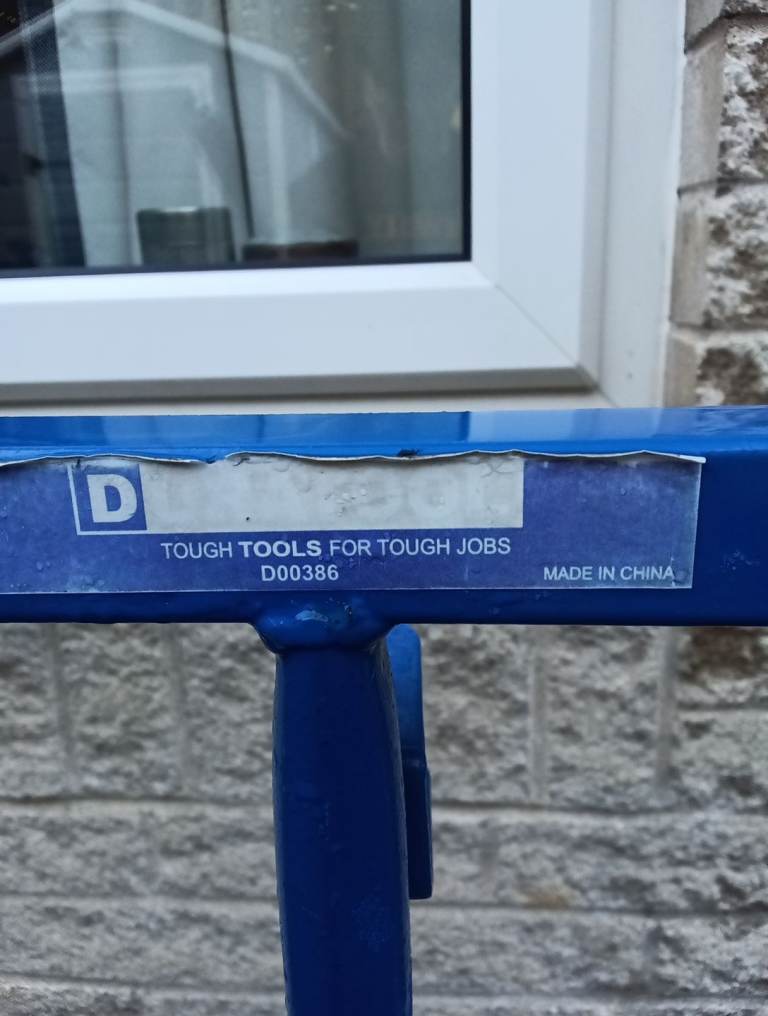 D
TOUGH TOOLS FOR TOUGH JOBS
D00386
MADE IN CHINA